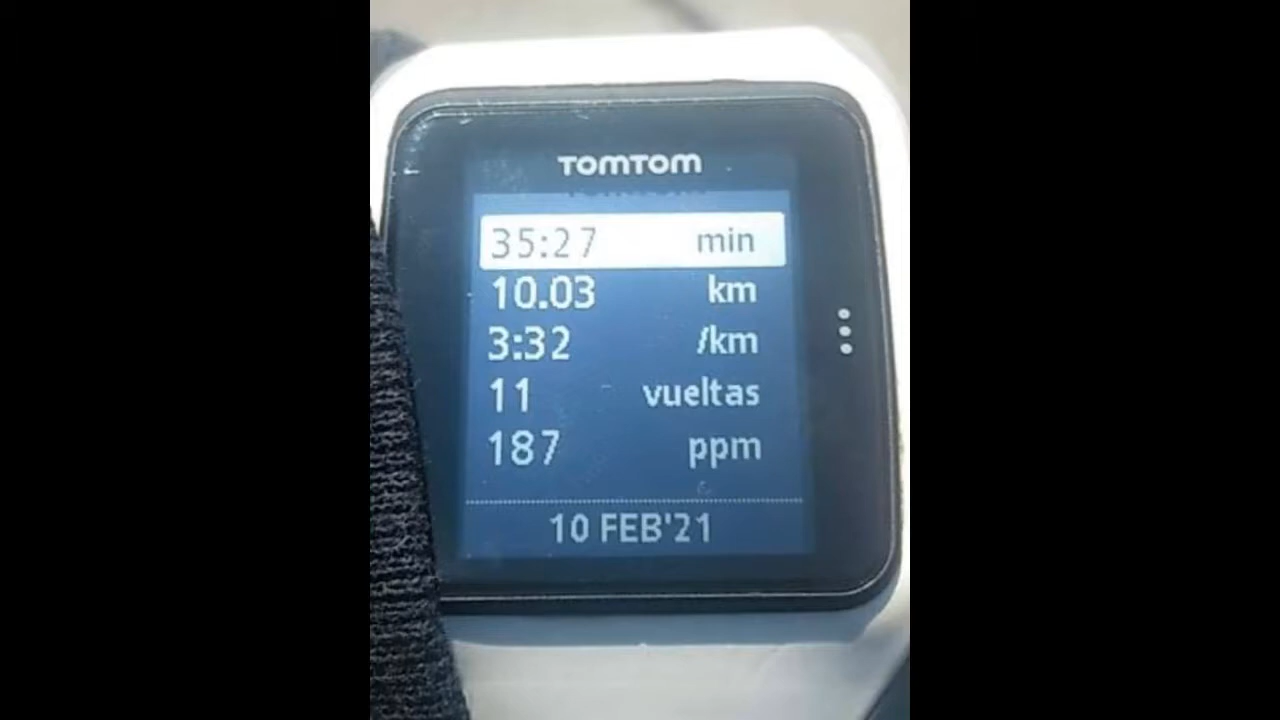 TOMTOM
35:27 min
10.03 km
3:32 /km
11 vueltas
187 ppm
10 FEB'21